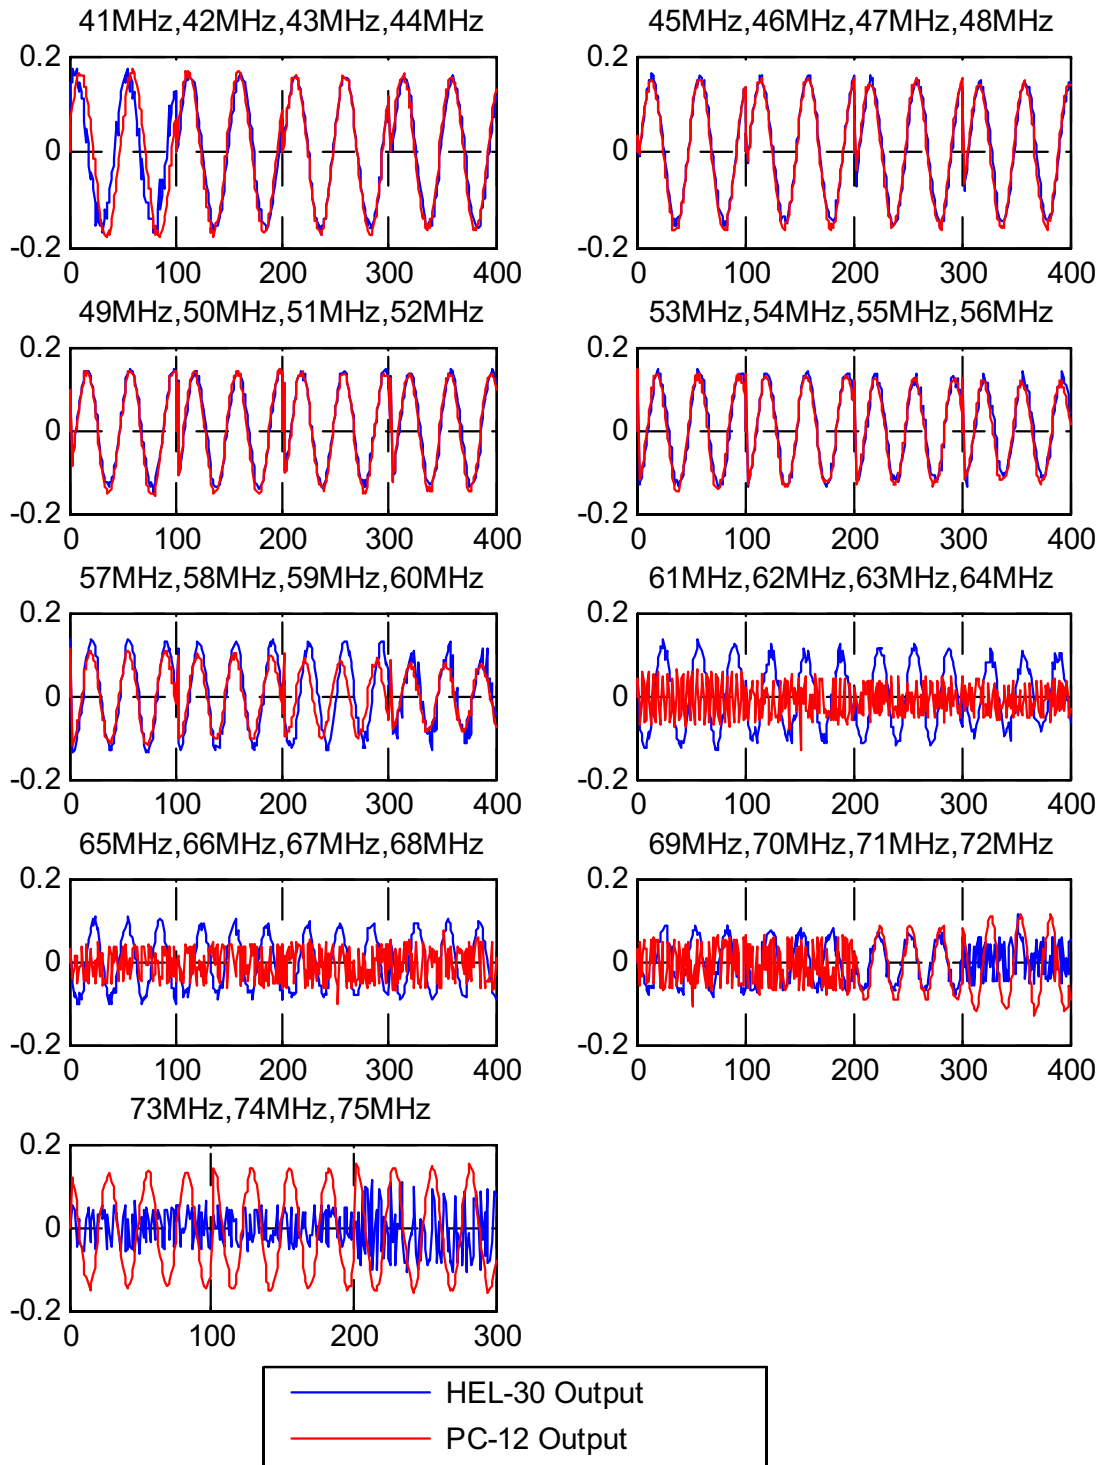 41MHz,42MHz,43MHz,44MHz
0.2
0
-0.2
0 100 200 300 400
45MHz,46MHz,47MHz,48MHz
0.2
0
-0.2
0 100 200 300 400
49MHz,50MHz,51MHz,52MHz
0.2
0
-0.2
0 100 200 300 400
53MHz,54MHz,55MHz,56MHz
0.2
0
-0.2
0 100 200 300 400
57MHz,58MHz,59MHz,60MHz
0.2
0
-0.2
0 100 200 300 400
61MHz,62MHz,63MHz,64MHz
0.2
0
-0.2
0 100 200 300 400
65MHz,66MHz,67MHz,68MHz
0.2
0
-0.2
0 100 200 300 400
69MHz,70MHz,71MHz,72MHz
0.2
0
-0.2
0 100 200 300 400
73MHz,74MHz,75MHz
0.2
0
-0.2
0 100 200 300
HEL-30 Output
PC-12 Output